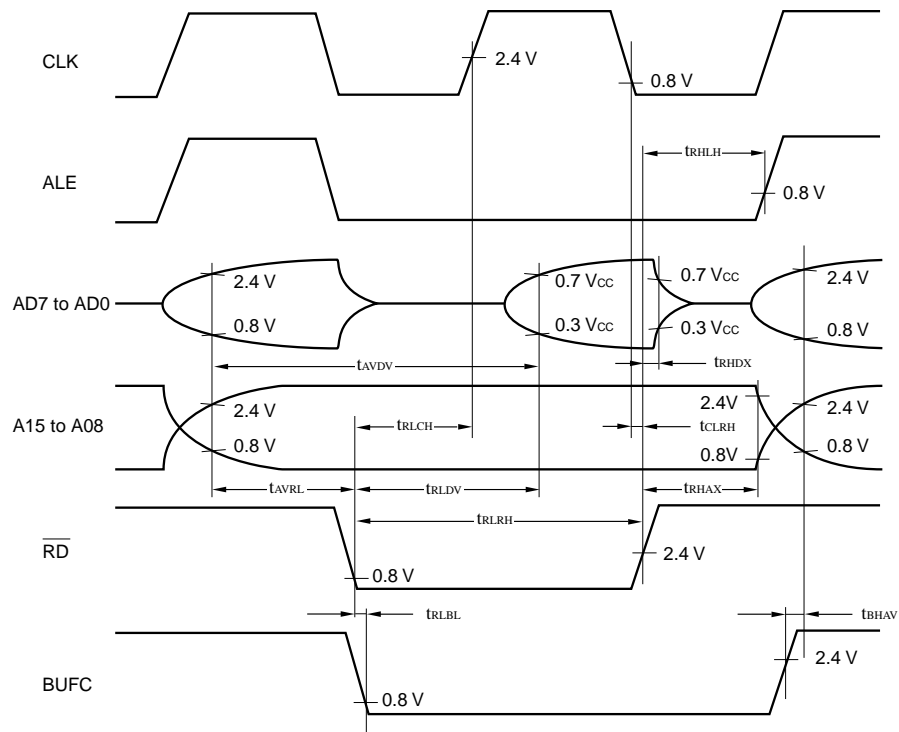 CLK
2.4 V
0.8 V
tRHLH
ALE
0.8 V
AD7 to AD0
2.4 V
0.8 V
0.7 VCC
0.3 VCC
0.7 VCC
0.3 VCC
2.4 V
0.8 V
tAVDV
tRHDX
A15 to A08
2.4 V
0.8 V
tRLCH
2.4V
0.8V
tCLRH
2.4 V
0.8 V
tAVRL
tRLDV
tRHAX
tRLRH
RD
0.8 V
2.4 V
tRLBL
tBHAV
BUFC
0.8 V
2.4 V